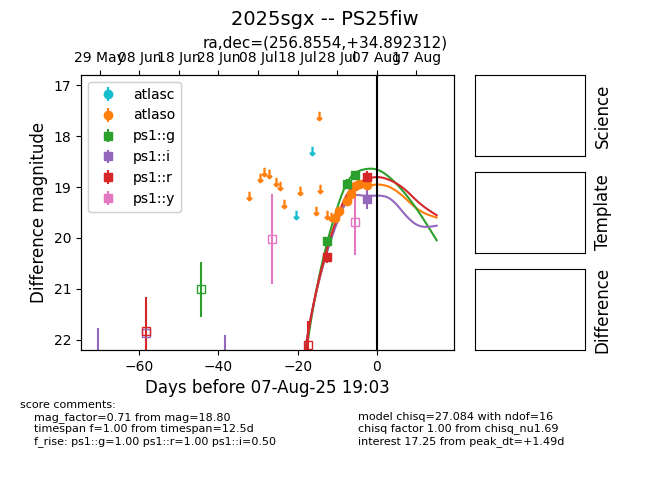 2025sgx -- PS25fiw
ra,dec=(256.8554,+34.892312)
29 May 08 Jun 18 Jun 28 Jun 08 Jul 18 Jul 28 Jul 07 Aug 17 Aug
17
18
19
20
21
22
Difference magnitude
atlasc
atlaso
ps1::g
ps1::i
ps1::r
ps1::y
−60 −40 −20 0
Days before 07-Aug-25 19:03
Science
Template
Difference
score comments:
mag_factor=0.71 from mag=18.80
timespan f=1.00 from timespan=12.5d
f_rise: ps1::g=1.00 ps1::r=1.00 ps1::i=0.50
model chisq=27.084 with ndof=16
chisq factor 1.00 from chisq_nu1.69
interest 17.25 from peak_dt=+1.49d